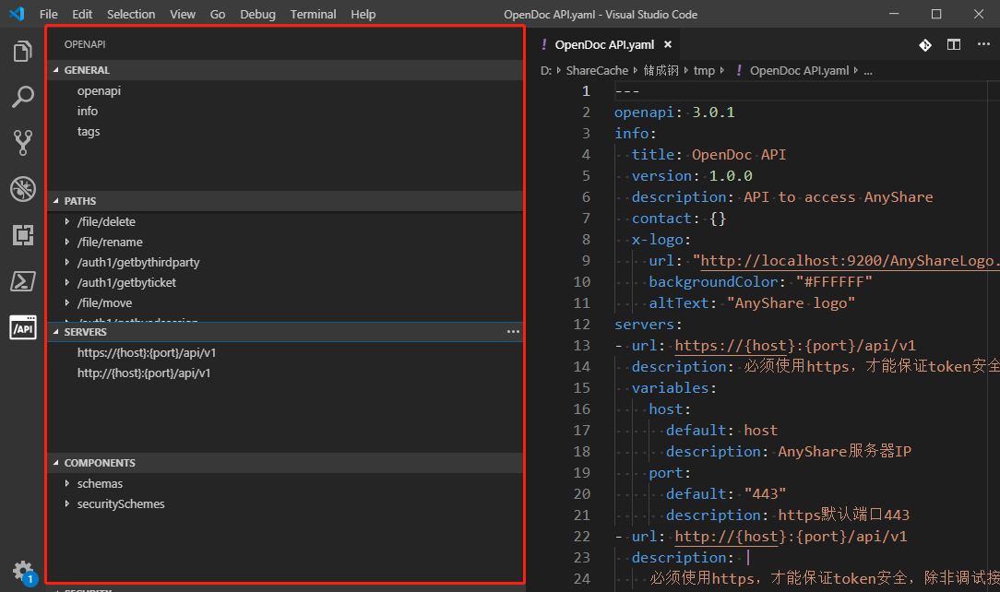 File Edit Selection View Go Debug Terminal Help OpenDoc API.yaml - Visual Studio Code
OPENAPI
GENERAL
openapi
info
tags
PATHS
/file/delete
/file/rename
/auth1/getbythirdparty
/auth1/getbyticket
/file/move
SERVERS
https://{host}:{port}/api/v1
http://{host}:{port}/api/v1
COMPONENTS
schemas
securitySchemes
SECURITY
/API
1
! OpenDoc API.yaml ×
D: ShareCache 储成钢 tmp ! OpenDoc API.yaml ...
1 ---
2 openapi: 3.0.1
3 info:
4 title: OpenDoc API
5 version: 1.0.0
6 description: API to access AnyShare
7 contact: {}
8 x-logo:
9 url: "http://localhost:9200/AnyShareLogo.
10 backgroundColor: "#FFFFFF"
11 altText: "AnyShare logo"
12 servers:
13 - url: https://{host}:{port}/api/v1
14 description: 必须使用https，才能保证token安全
15 variables:
16 host:
17 default: host
18 description: AnyShare服务器IP
19 port:
20 default: "443"
21 description: https默认端口443
22 - url: http://{host}:{port}/api/v1
23 description: |
24 必须使用https，才能保证token安全，除非调试接